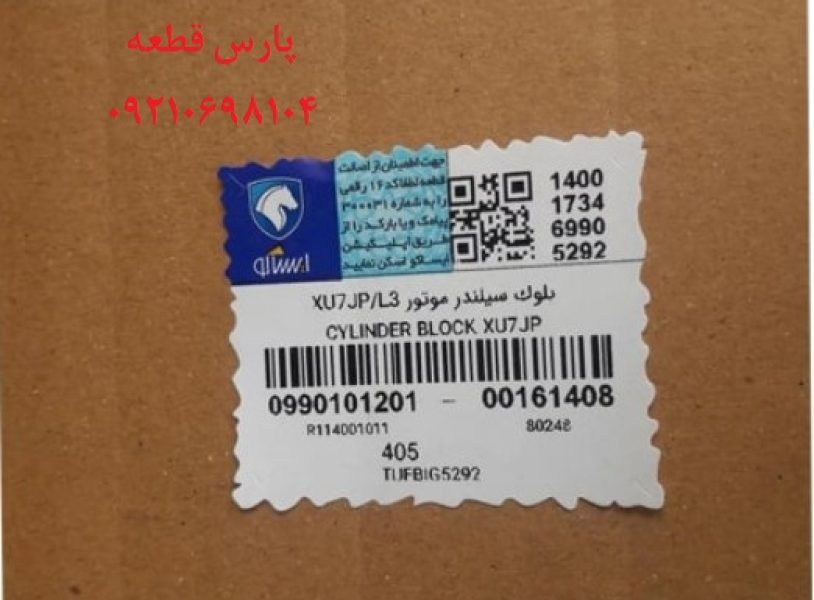 پارس قطعه
۰۹۲۱۰۶۹۸۱۰۴
ایساکو
جهت اطمینان از اصالت
قطعه لطفا کد ۱۶ رقمی
را به شماره ۳۰۰۰۳۱
پیامک و یا بارکد را از
طریق اپلیکیشن
ایساکو اسکن نمایید
1400
1734
6990
5292
بلوک سیلندر موتور XU7JP/L3
CYLINDER BLOCK XU7JP
0990101201 – 00161408
R114001011 80248
405